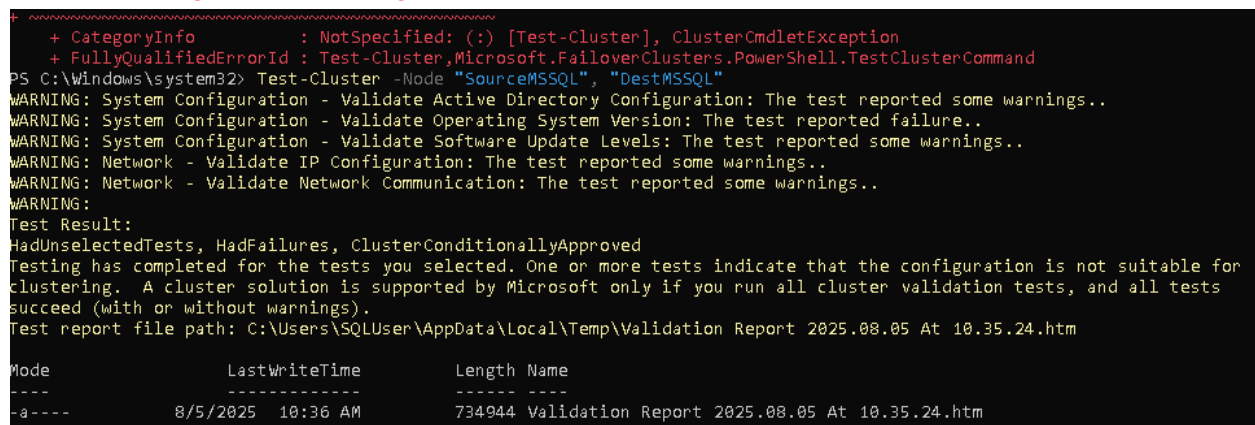 + ~~~~~~~~~~~~~~~~~~~~~~~~~~~~~~~~~~~~~~~~~~~~~
    + CategoryInfo          : NotSpecified: (:) [Test-Cluster], ClusterCmdletException
    + FullyQualifiedErrorId : Test-Cluster,Microsoft.FailoverClusters.PowerShell.TestClusterCommand
PS C:\Windows\system32> Test-Cluster -Node "SourceMSSQL", "DestMSSQL"
WARNING: System Configuration - Validate Active Directory Configuration: The test reported some warnings..
WARNING: System Configuration - Validate Operating System Version: The test reported failure..
WARNING: System Configuration - Validate Software Update Levels: The test reported some warnings..
WARNING: Network - Validate IP Configuration: The test reported some warnings..
WARNING: Network - Validate Network Communication: The test reported some warnings..
WARNING:
Test Result:
HadUnselectedTests, HadFailures, ClusterConditionallyApproved
Testing has completed for the tests you selected. One or more tests indicate that the configuration is not suitable for
clustering.  A cluster solution is supported by Microsoft only if you run all cluster validation tests, and all tests
succeed (with or without warnings).
Test report file path: C:\Users\SQLUser\AppData\Local\Temp\Validation Report 2025.08.05 At 10.35.24.htm
Mode                 LastWriteTime         Length Name
----                 -------------         ------ ----
-a----          8/5/2025  10:36 AM         734944 Validation Report 2025.08.05 At 10.35.24.htm